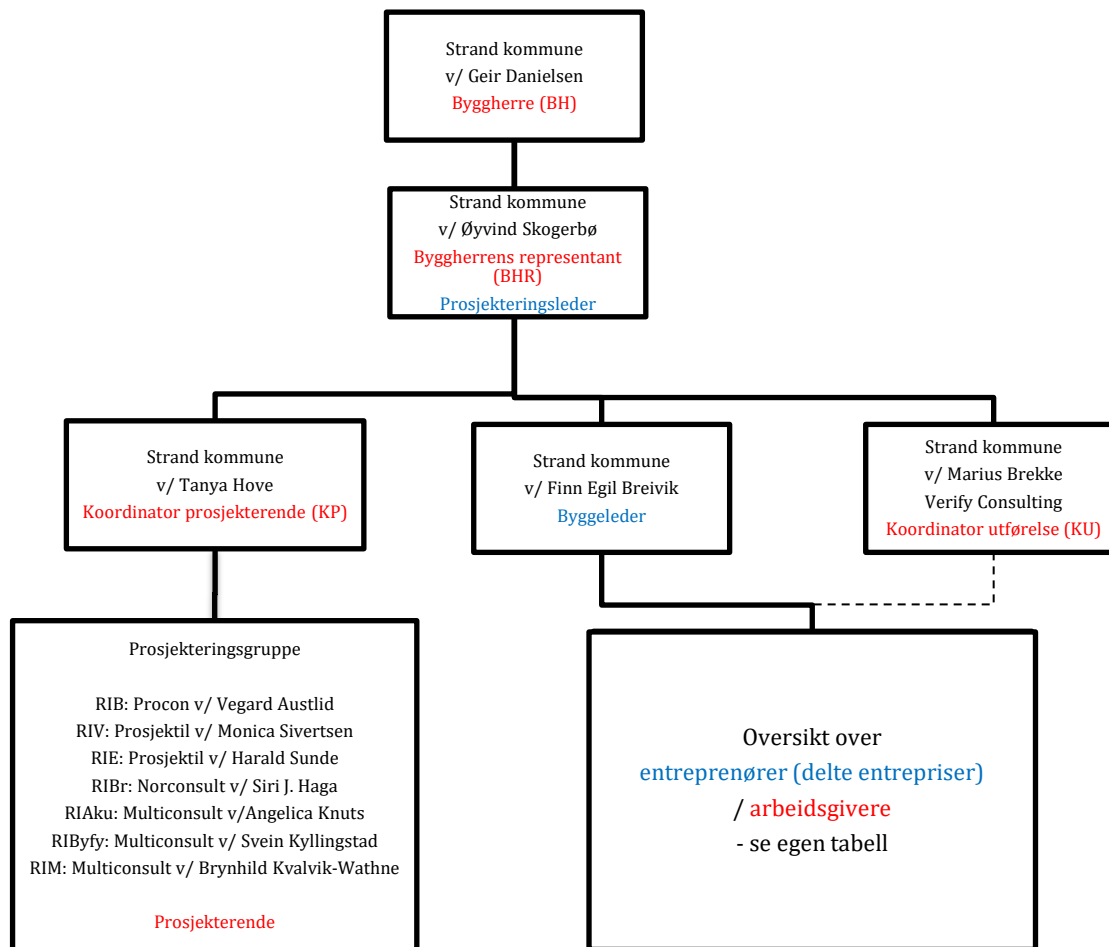 Strand kommune
v/ Geir Danielsen
Byggherre (BH)
Strand kommune
v/ Øyvind Skogerbø
Byggherrens representant
(BHR)
Prosjekteringsleder
Strand kommune
v/ Tanya Hove
Koordinator prosjekterende (KP)
Strand kommune
v/ Finn Egil Breivik
Byggeleder
Strand kommune
v/ Marius Brekke
Verify Consulting
Koordinator utførelse (KU)
Prosjekteringsgruppe
RIB: Procon v/ Vegard Austlid
RIV: Prosjektil v/ Monica Sivertsen
RIE: Prosjektil v/ Harald Sunde
RIBr: Norconsult v/ Siri J. Haga
RIAku: Multiconsult v/Angelica Knuts
RIByfy: Multiconsult v/ Svein Kyllingstad
RIM: Multiconsult v/ Brynhild Kvalvik-Wathne
Prosjekterende
Oversikt over
entreprenører (delte entrepriser)
/ arbeidsgivere
- se egen tabell